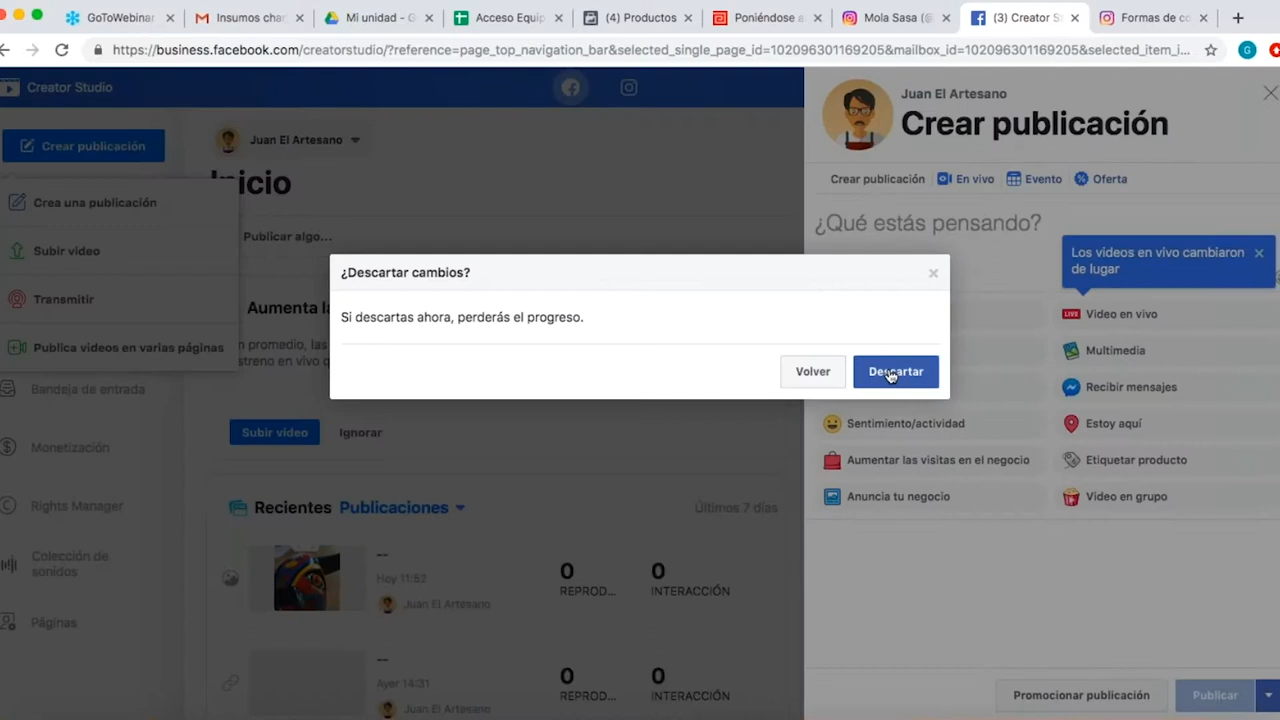 GoToWebinar
Insumos char
Mi unidad - G
Acceso Equip
(4) Productos
Poniéndose a
Mola Sasa (@
(3) Creator S
Formas de co
https://business.facebook.com/creatorstudio/?reference=page_top_navigation_bar&selected_single_page_id=102096301169205&mailbox_id=102096301169205&selected_item_i...
G
Creator Studio
Crear publicación
Crea una publicación
Subir video
Transmitir
Publica videos en varias páginas
Bandeja de entrada
Monetización
Rights Manager
Colección de
sonidos
Páginas
Juan El Artesano
Inicio
Publicar algo...
Aumenta la
n promedio, las
streno en vivo q
Subir video
Ignorar
Recientes Publicaciones
Últimos 7 días
--
Hoy 11:52
Juan El Artesano
0
REPROD...
0
INTERACCIÓN
--
Ayer 14:31
Juan El Artesano
0
REPROD...
0
INTERACCIÓN
¿Descartar cambios?
Si descartas ahora, perderás el progreso.
Volver
Descartar
Juan El Artesano
Crear publicación
Crear publicación
En vivo
Evento
Oferta
¿Qué estás pensando?
Los videos en vivo cambiaron
de lugar
LIVE Video en vivo
Multimedia
Recibir mensajes
Sentimiento/actividad
Estoy aquí
Aumentar las visitas en el negocio
Etiquetar producto
Anuncia tu negocio
Video en grupo
Promocionar publicación
Publicar